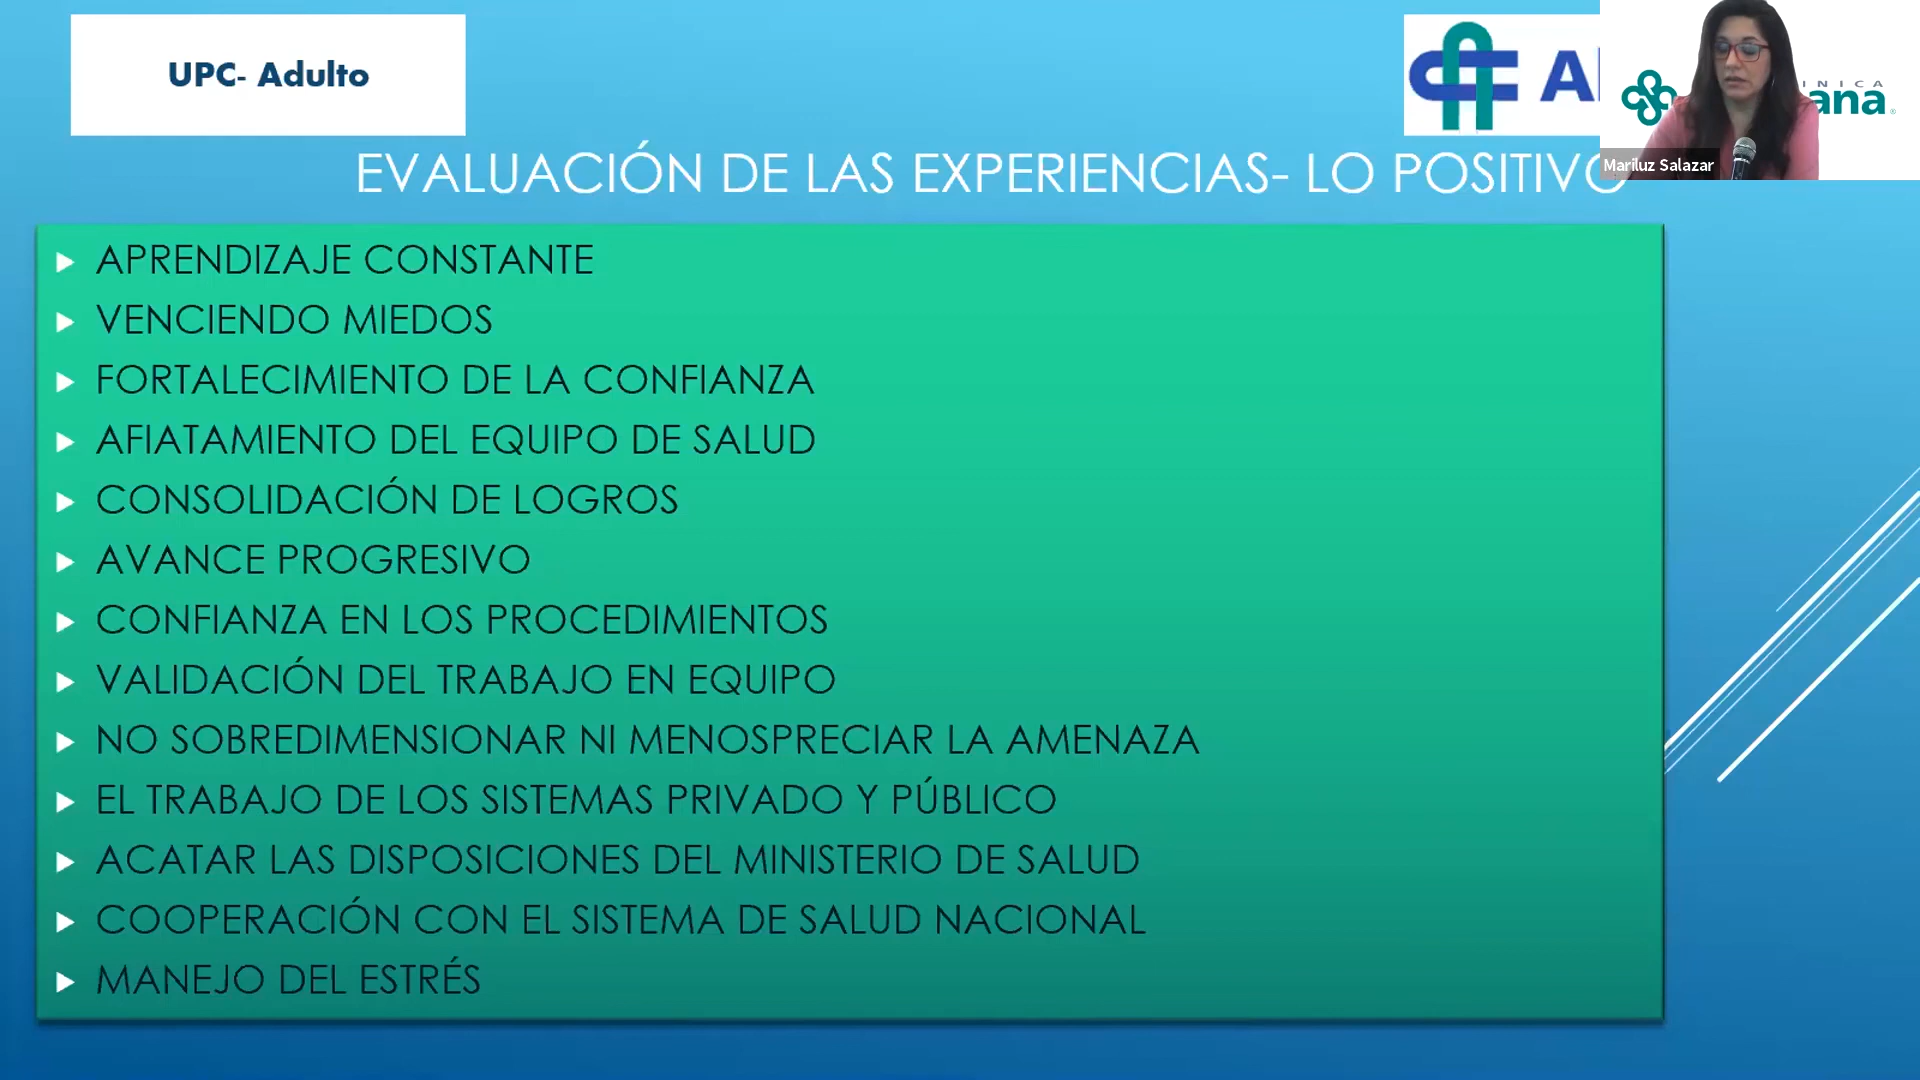 UPC- Adulto
INICA
ana
Mariluz Salazar
EVALUACIÓN DE LAS EXPERIENCIAS- LO POSITIVO
APRENDIZAJE CONSTANTE
VENCIENDO MIEDOS
FORTALECIMIENTO DE LA CONFIANZA
AFIATAMIENTO DEL EQUIPO DE SALUD
CONSOLIDACIÓN DE LOGROS
AVANCE PROGRESIVO
CONFIANZA EN LOS PROCEDIMIENTOS
VALIDACIÓN DEL TRABAJO EN EQUIPO
NO SOBREDIMENSIONAR NI MENOSPRECIAR LA AMENAZA
EL TRABAJO DE LOS SISTEMAS PRIVADO Y PÚBLICO
ACATAR LAS DISPOSICIONES DEL MINISTERIO DE SALUD
COOPERACIÓN CON EL SISTEMA DE SALUD NACIONAL
MANEJO DEL ESTRÉS